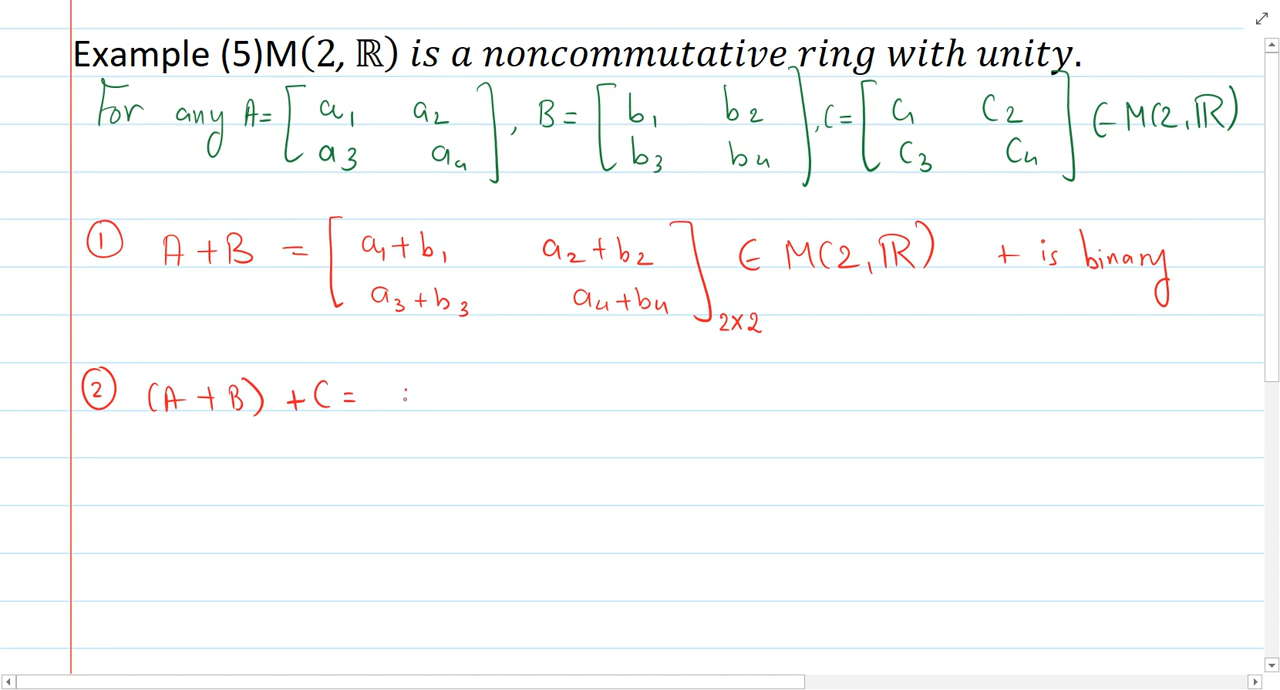 Example (5)M(2, ℝ) is a noncommutative ring with unity.
For any A = [a₁ a₂; a₃ a₄], B = [b₁ b₂; b₃ b₄], C = [c₁ c₂; c₃ c₄] ∈ M(2, ℝ)
① A + B = [a₁+b₁ a₂+b₂; a₃+b₃ a₄+b₄]₂ₓ₂ ∈ M(2, ℝ) + is binary
② (A + B) + C =